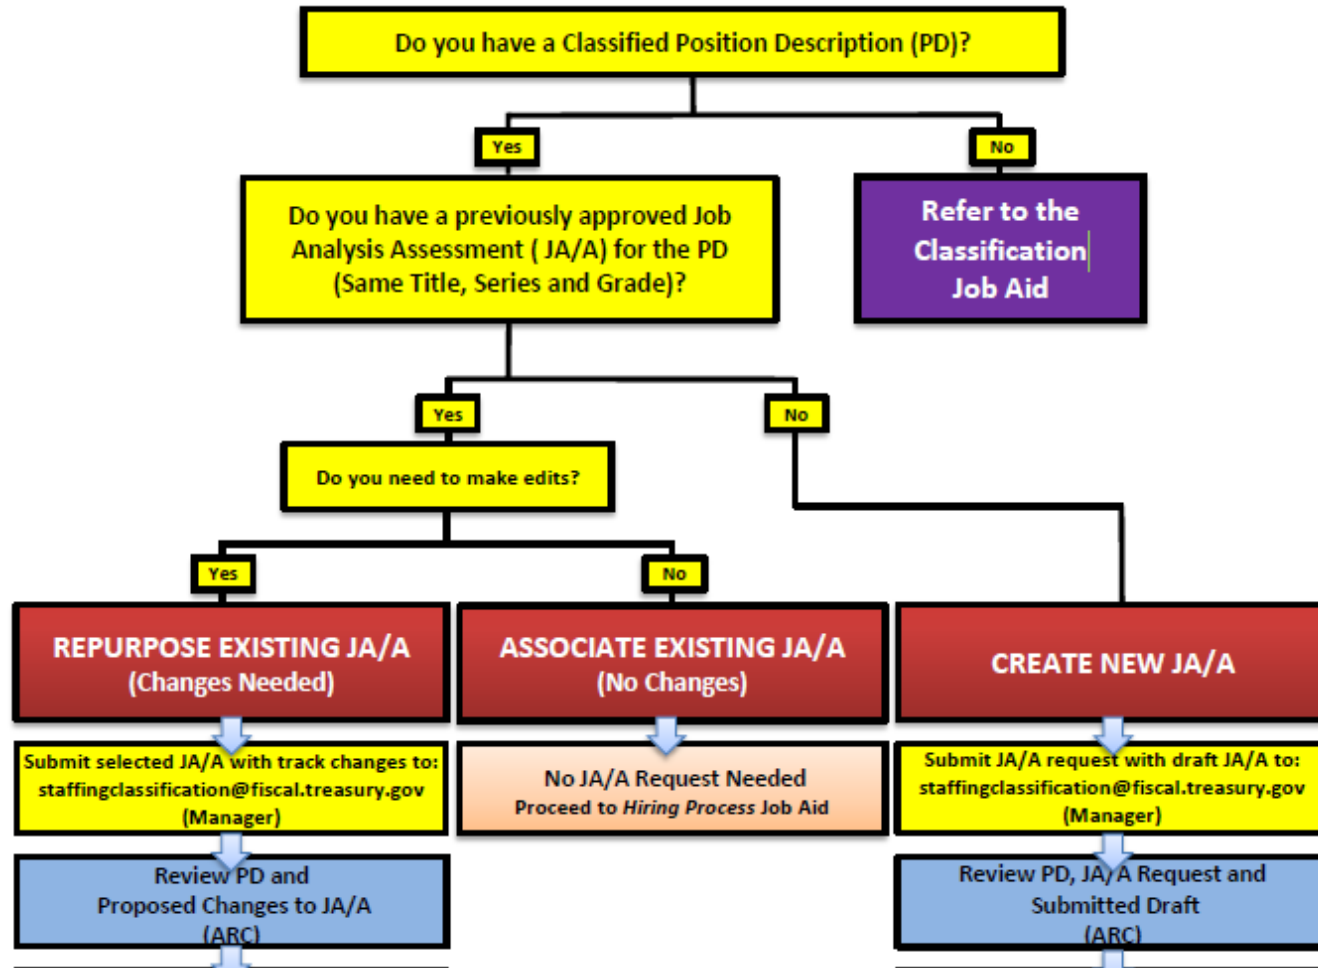 Do you have a Classified Position Description (PD)?
Yes
No
Do you have a previously approved Job
Analysis Assessment ( JA/A) for the PD
(Same Title, Series and Grade)?
Refer to the
Classification
Job Aid
Yes
No
Do you need to make edits?
Yes
No
REPURPOSE EXISTING JA/A
(Changes Needed)
ASSOCIATE EXISTING JA/A
(No Changes)
CREATE NEW JA/A
Submit selected JA/A with track changes to:
staffingclassification@fiscal.treasury.gov
(Manager)
No JA/A Request Needed
Proceed to Hiring Process Job Aid
Submit JA/A request with draft JA/A to:
staffingclassification@fiscal.treasury.gov
(Manager)
Review PD and
Proposed Changes to JA/A
(ARC)
Review PD, JA/A Request and
Submitted Draft
(ARC)